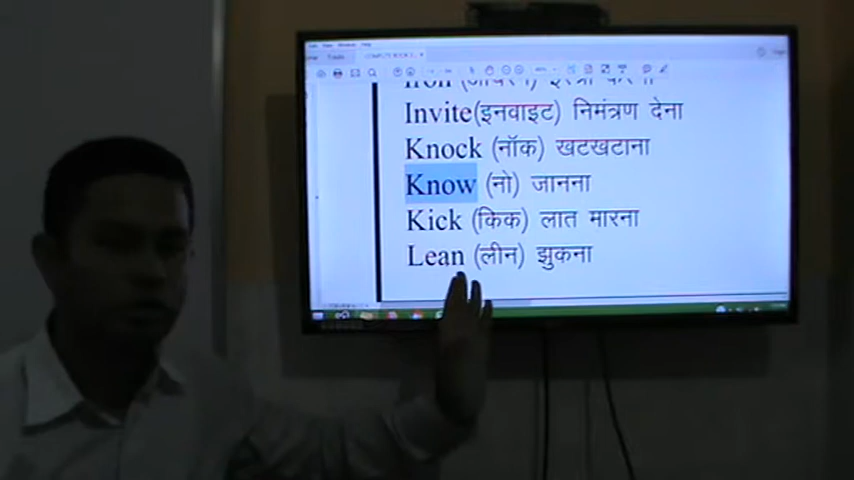 Invite(इनवाइट) निमंत्रण देना
Knock (नॉक) खटखटाना
Know (नो) जानना
Kick (किक) लात मारना
Lean (लीन) झुकना